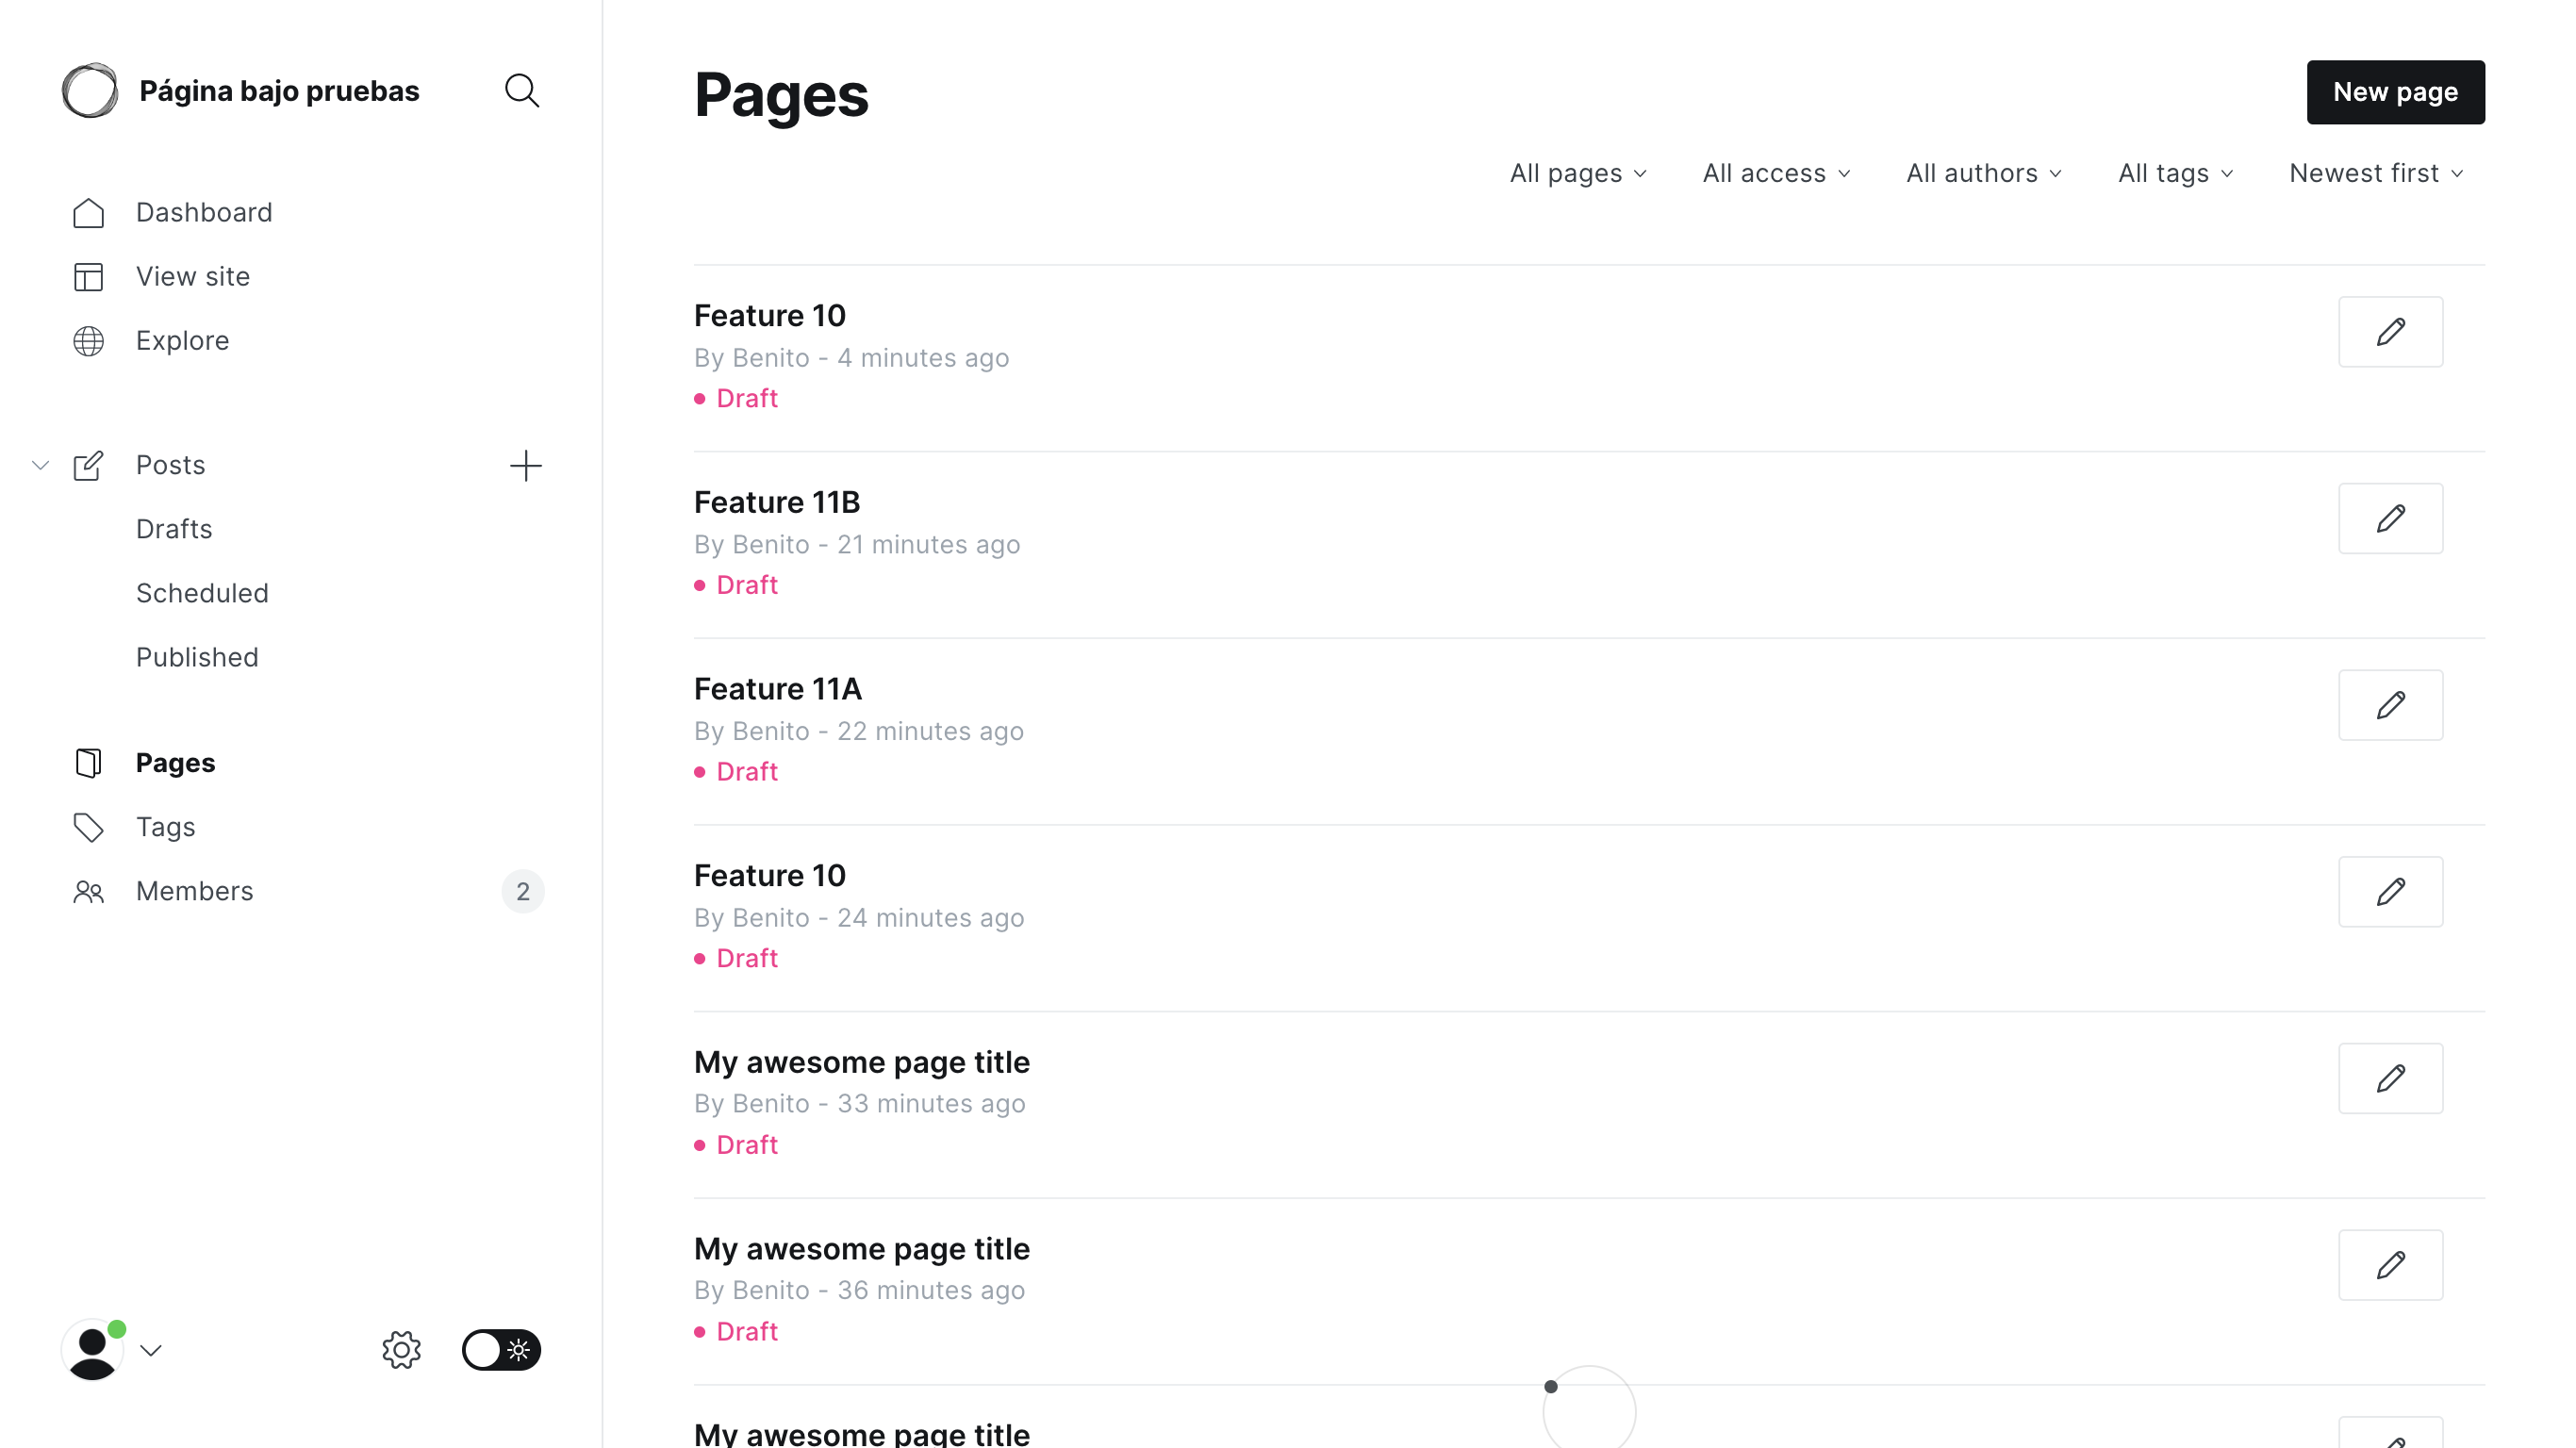 Página bajo pruebas
Dashboard
View site
Explore
Posts
Drafts
Scheduled
Published
Pages
Tags
Members 2
Pages
New page
All pages All access All authors All tags Newest first
Feature 10
By Benito - 4 minutes ago
Draft
Feature 11B
By Benito - 21 minutes ago
Draft
Feature 11A
By Benito - 22 minutes ago
Draft
Feature 10
By Benito - 24 minutes ago
Draft
My awesome page title
By Benito - 33 minutes ago
Draft
My awesome page title
By Benito - 36 minutes ago
Draft
My awesome page title